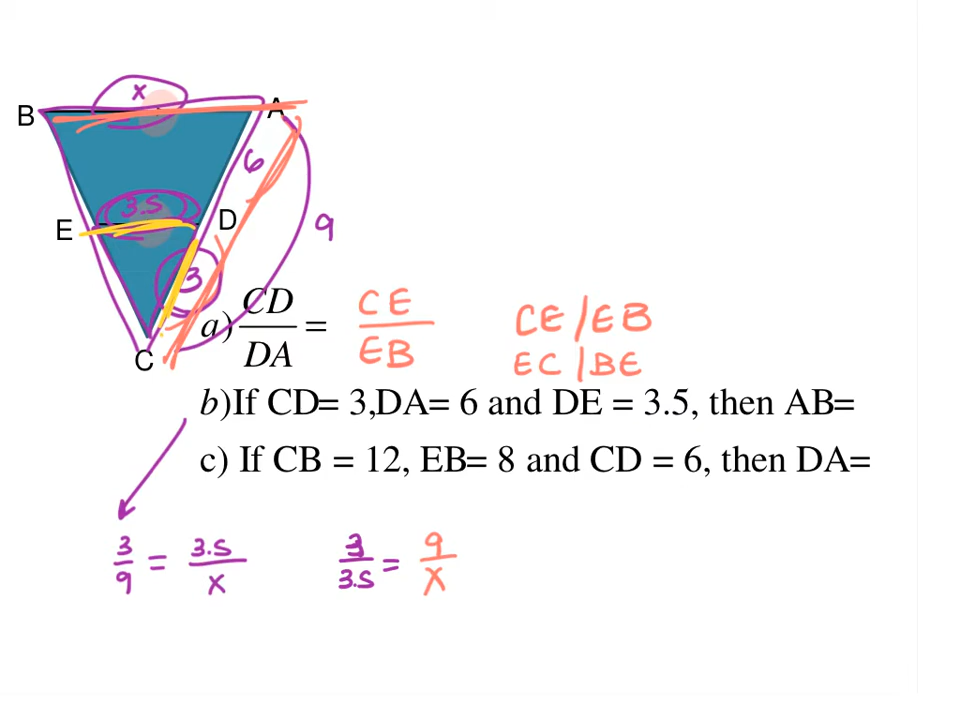 x
B A
6
3.5
E D
9
3
a) CD/DA = CE/EB CE/EB
EC/BE
C
b)If CD= 3,DA= 6 and DE = 3.5, then AB=
c) If CB = 12, EB= 8 and CD = 6, then DA=
3/9 = 3.5/x 3/3.5 = 9/x